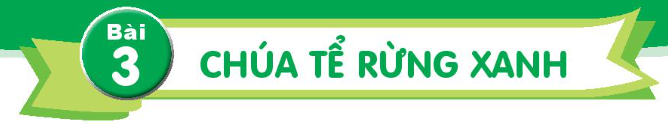 Bài
3
CHÚA TỂ RỪNG XANH